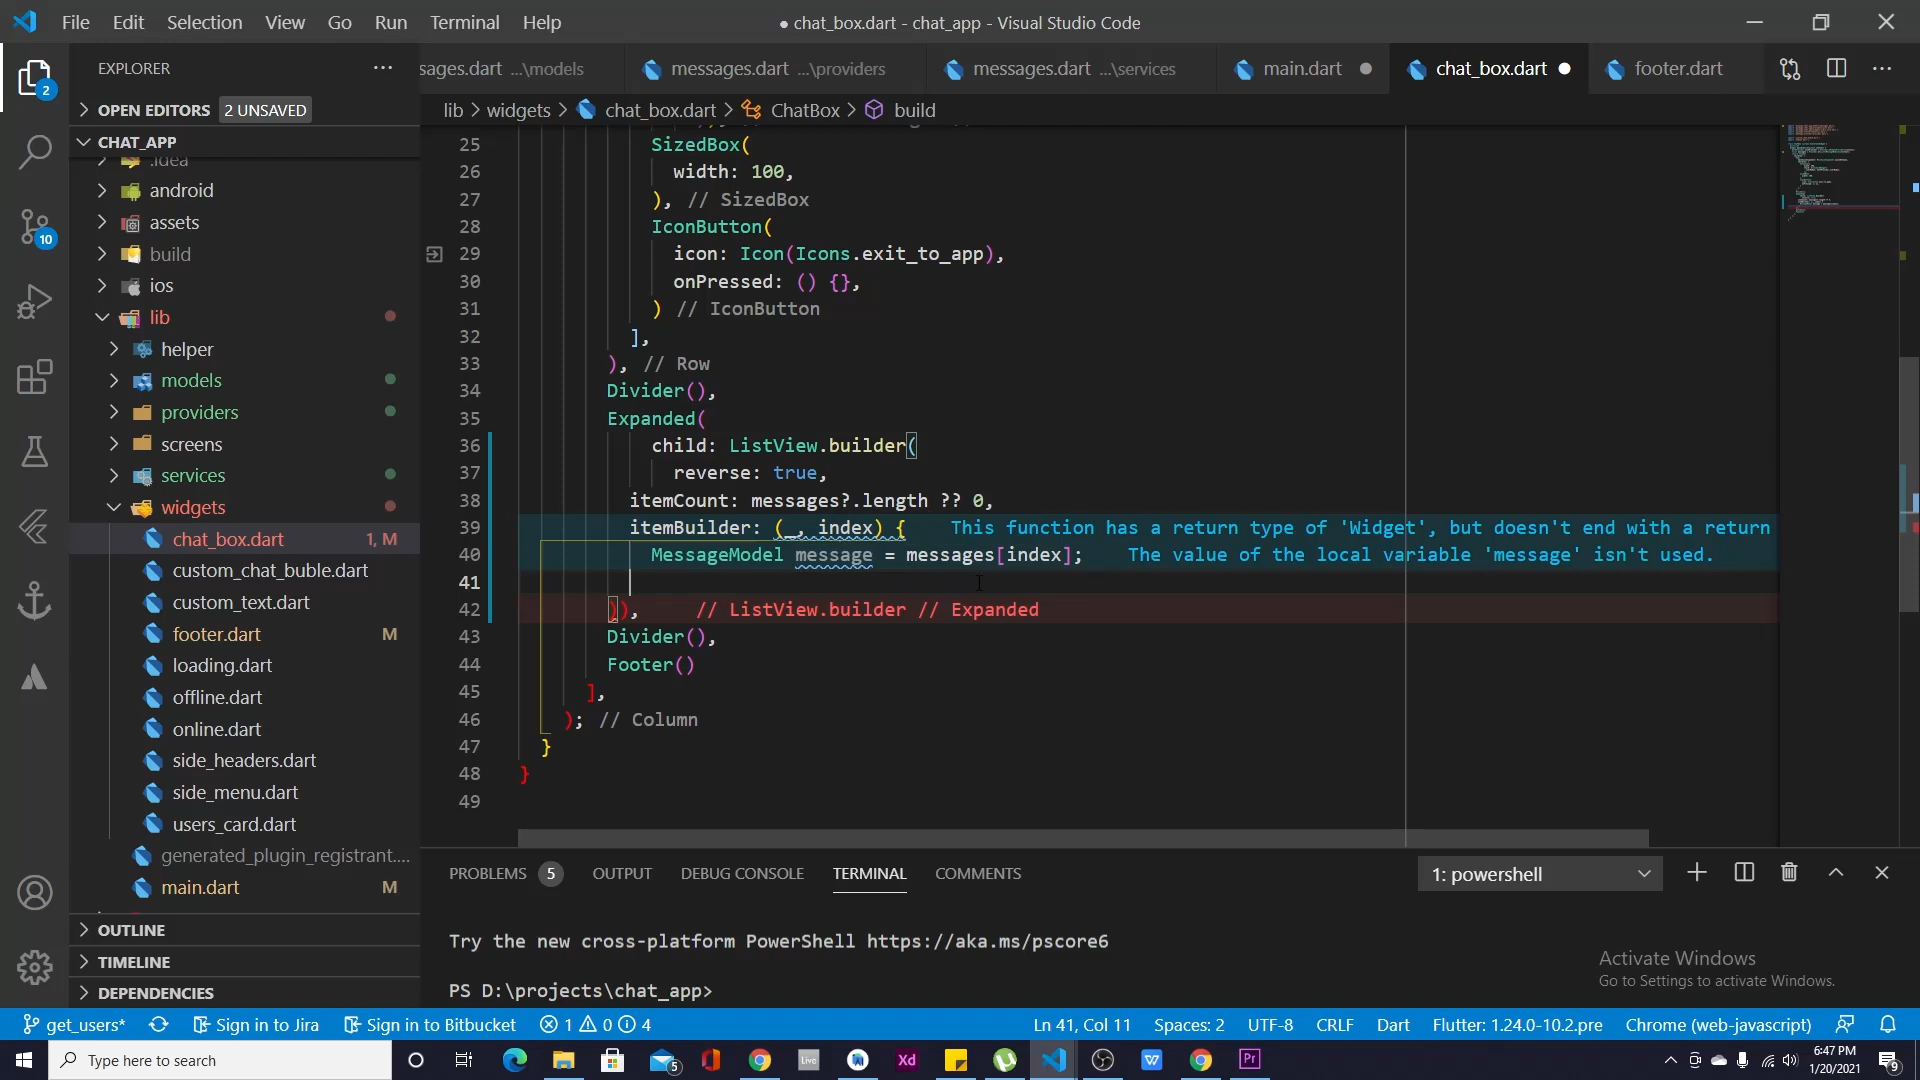 File Edit Selection View Go Run Terminal Help
● chat_box.dart - chat_app - Visual Studio Code
EXPLORER
sages.dart ...\models
messages.dart ...\providers
messages.dart ...\services
main.dart
chat_box.dart
footer.dart
2
OPEN EDITORS 2 UNSAVED
lib > widgets > chat_box.dart > ChatBox > build
CHAT_APP
.idea
android
assets
build
ios
lib
helper
models
providers
screens
services
widgets
chat_box.dart 1, M
custom_chat_buble.dart
custom_text.dart
footer.dart M
loading.dart
offline.dart
online.dart
side_headers.dart
side_menu.dart
users_card.dart
generated_plugin_registrant....
main.dart M
OUTLINE
TIMELINE
DEPENDENCIES
10
25 SizedBox(
26 width: 100,
27 ), // SizedBox
28 IconButton(
29 icon: Icon(Icons.exit_to_app),
30 onPressed: () {},
31 ) // IconButton
32 ],
33 ), // Row
34 Divider(),
35 Expanded(
36 child: ListView.builder(
37 reverse: true,
38 itemCount: messages?.length ?? 0,
39 itemBuilder: (_, index) { This function has a return type of 'Widget', but doesn't end with a return
40 MessageModel message = messages[index]; The value of the local variable 'message' isn't used.
41
42 )), // ListView.builder // Expanded
43 Divider(),
44 Footer()
45 ],
46 ); // Column
47 }
48 }
49
PROBLEMS 5 OUTPUT DEBUG CONSOLE TERMINAL COMMENTS
1: powershell
Try the new cross-platform PowerShell https://aka.ms/pscore6
PS D:\projects\chat_app>
Activate Windows
Go to Settings to activate Windows.
get_users* Sign in to Jira Sign in to Bitbucket 1 0 4
Ln 41, Col 11 Spaces: 2 UTF-8 CRLF Dart Flutter: 1.24.0-10.2.pre Chrome (web-javascript)
Type here to search
5
Live
Xd
W
Pr
6:47 PM
1/20/2021
9